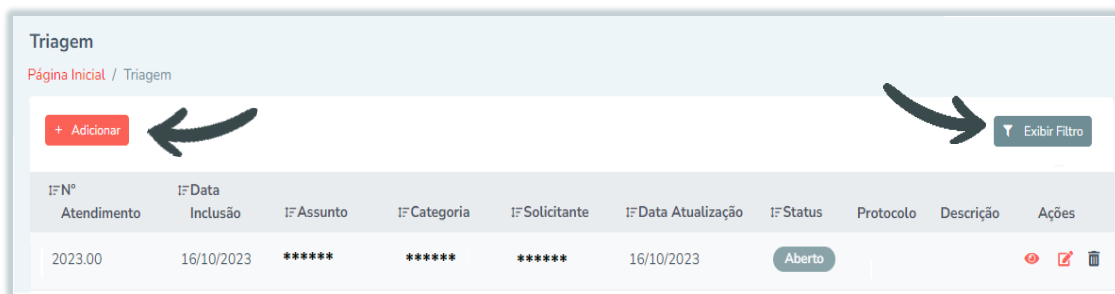 Triagem
Página Inicial / Triagem
+ Adicionar
Exibir Filtro
N° Atendimento Data Inclusão Assunto Categoria Solicitante Data Atualização Status Protocolo Descrição Ações
2023.00 16/10/2023 ****** ****** ****** 16/10/2023 Aberto